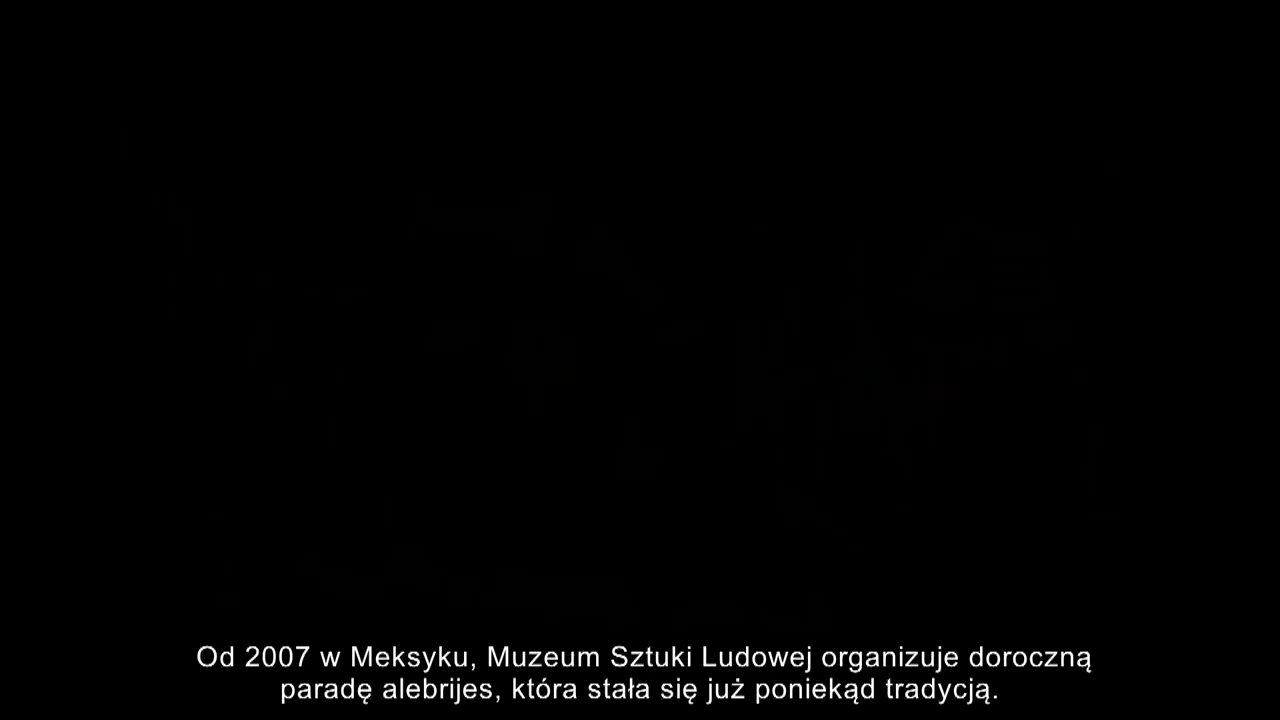 Od 2007 w Meksyku, Muzeum Sztuki Ludowej organizuje doroczną
paradę alebrijes, która stała się już poniekąd tradycją.